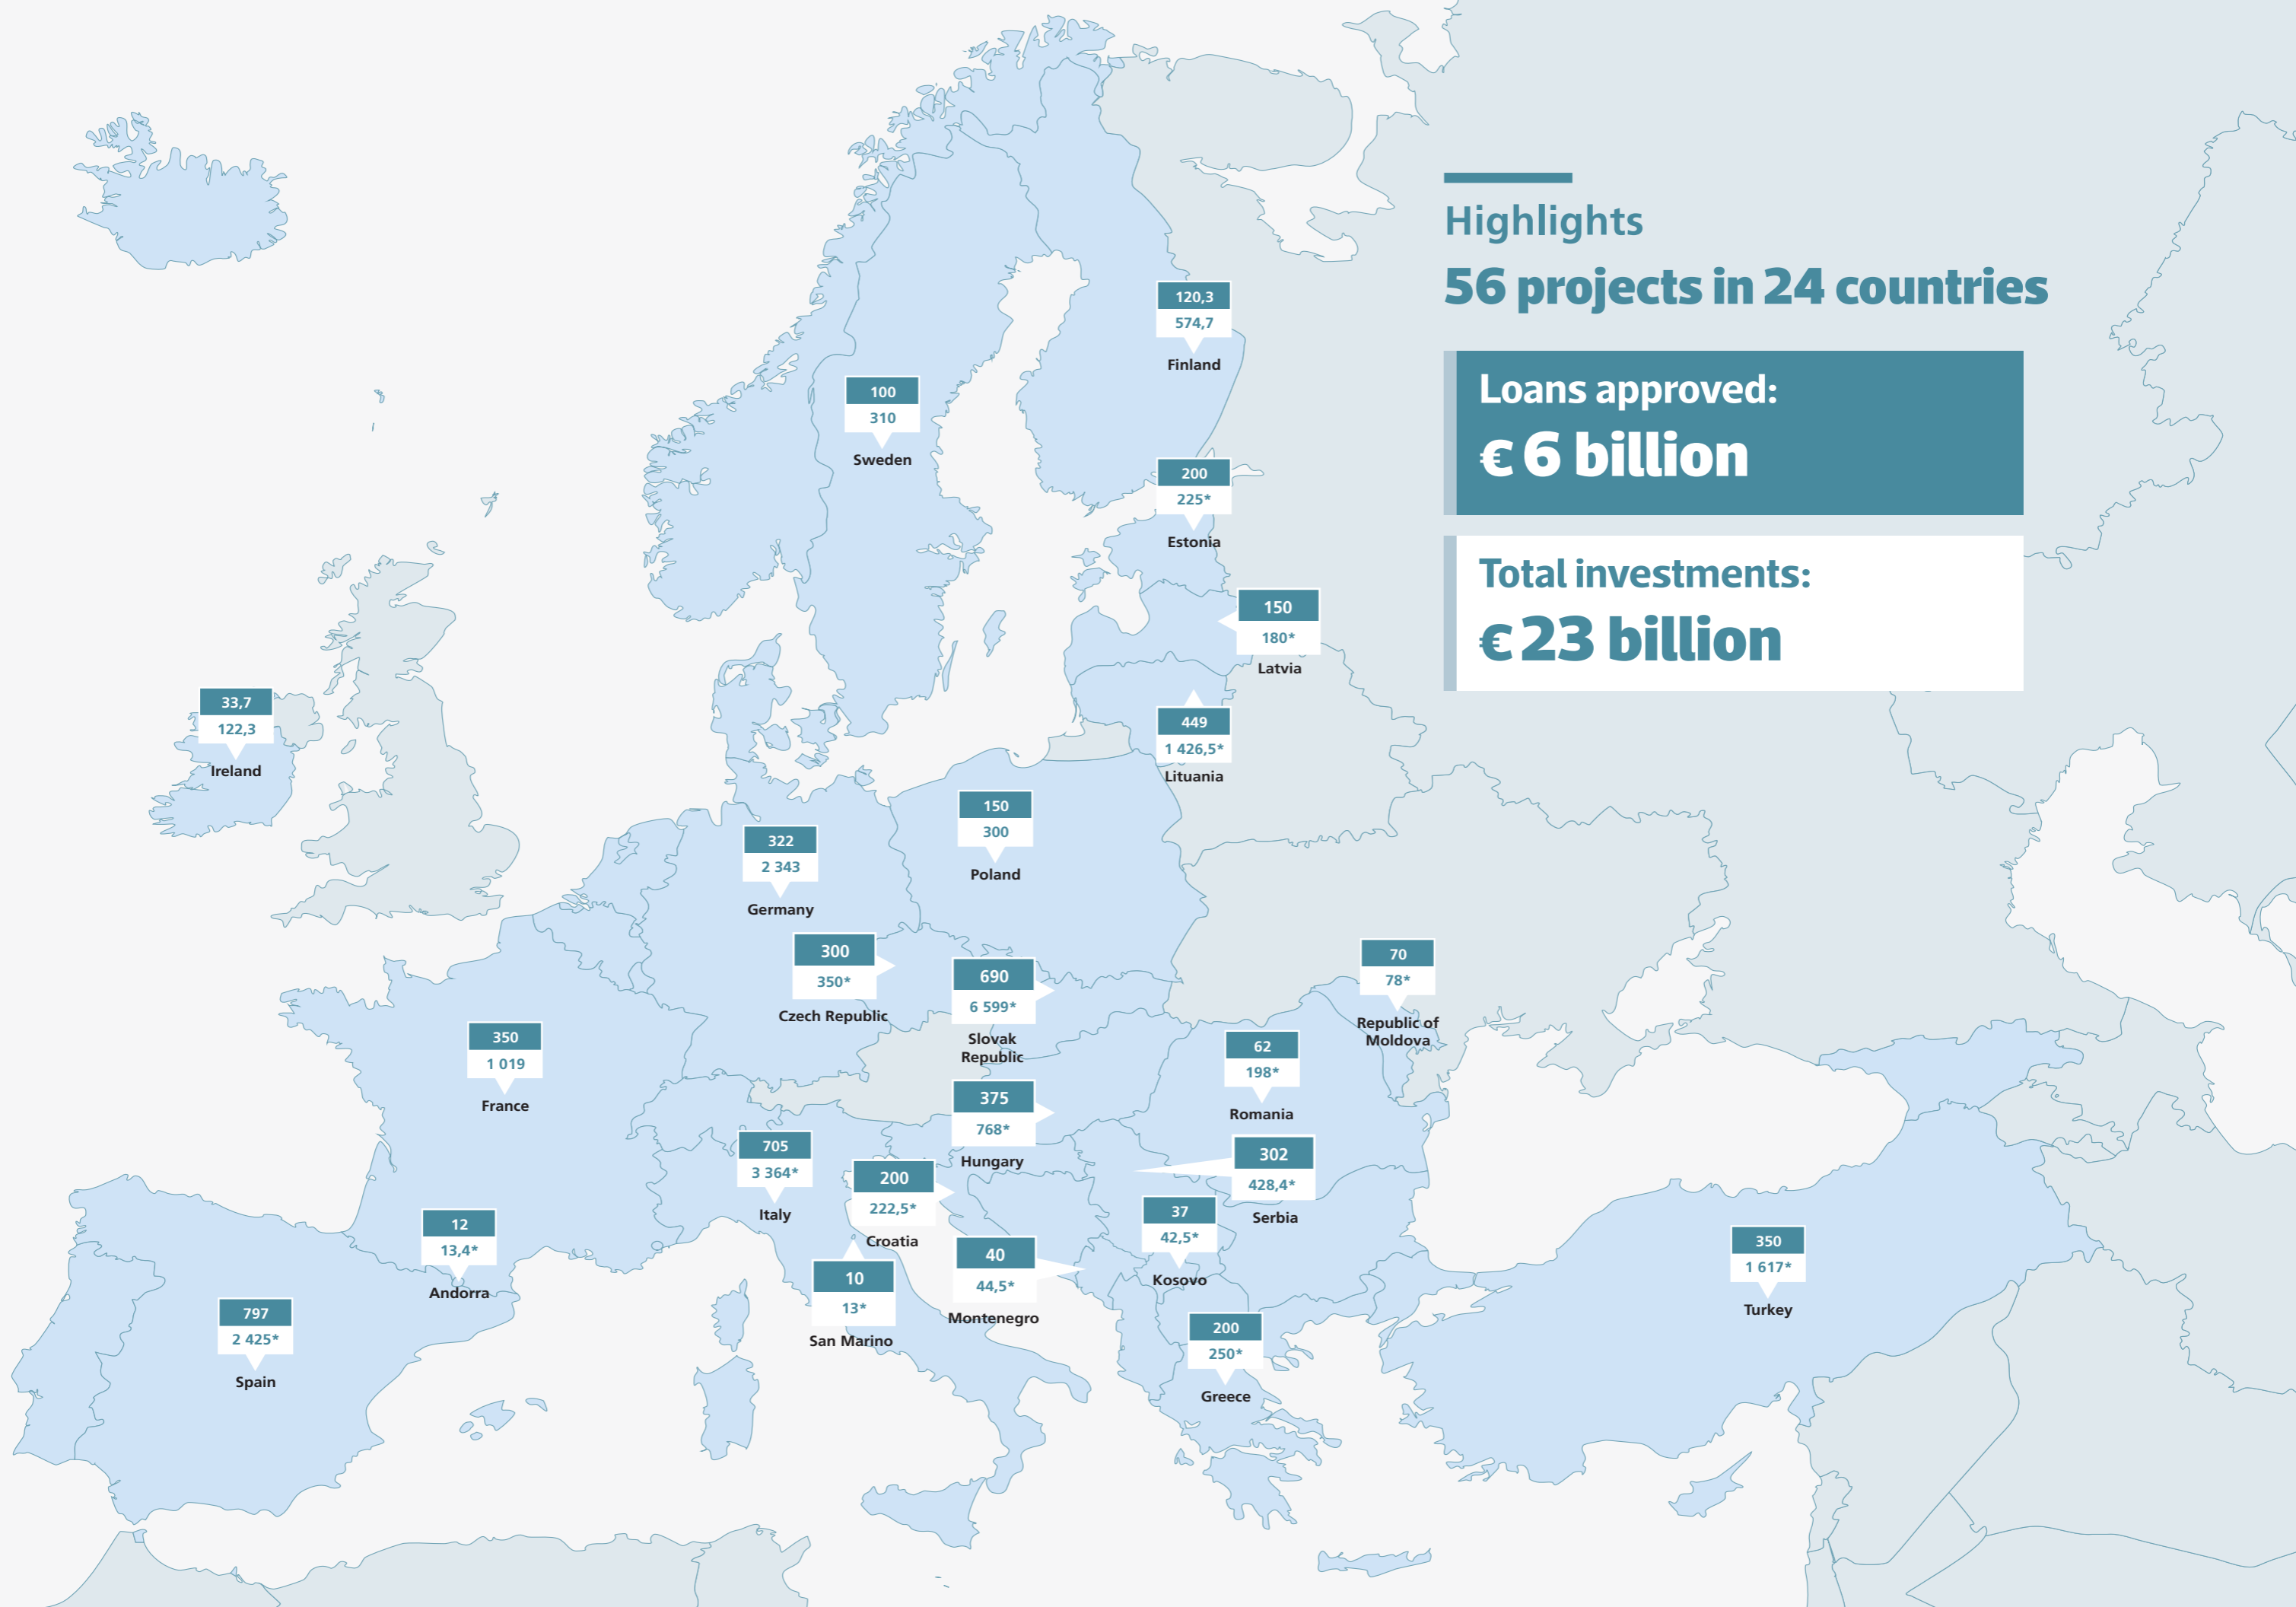 Highlights
56 projects in 24 countries
Loans approved:
€ 6 billion
Total investments:
€ 23 billion
120,3
574,7
Finland
100
310
Sweden
200
225*
Estonia
150
180*
Latvia
33,7
122,3
Ireland
449
1 426,5*
Lituania
150
300
Poland
322
2 343
Germany
300
350*
Czech Republic
690
6 599*
Slovak
Republic
70
78*
Republic of
Moldova
350
1 019
France
62
198*
Romania
375
768*
Hungary
705
3 364*
Italy
200
222,5*
Croatia
302
428,4*
Serbia
12
13,4*
Andorra
37
42,5*
Kosovo
40
44,5*
Montenegro
10
13*
San Marino
350
1 617*
Turkey
797
2 425*
Spain
200
250*
Greece